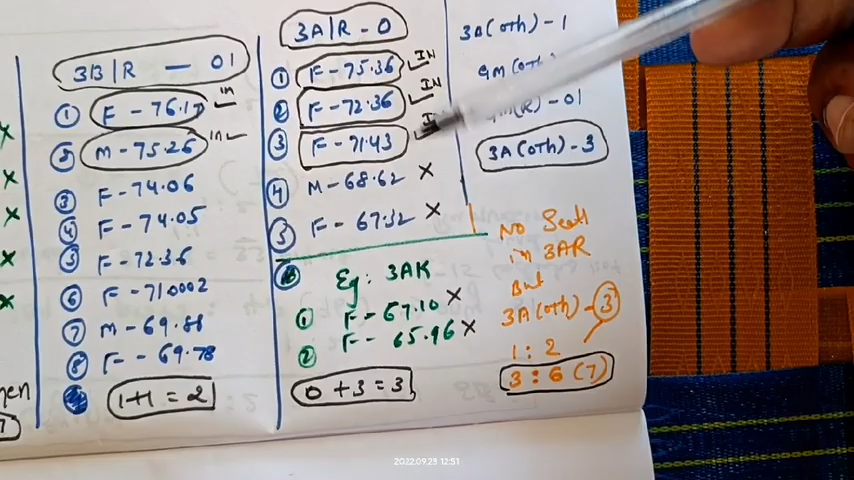 3B|R - 01
① F - 76.17 in
M - 75.26 in
③ F - 74.06
④ F - 74.05
⑤ F - 72.36
⑥ F - 71.0002
⑦ M - 69.88
⑧ F - 69.78
1+1 = 2
3A|R - 0
① F - 75.36 IN
② F - 72.36 IN
③ F - 71.43
④ M - 68.62 X
F - 67.32 X
Eg: 3AK
① F - 67.10 X
② F - 65.96 X
0 + 3 = 3
3A(oth) - 1
GM(oth)
GM(R) - 01
3A(oth) - 3
No Seat
in 3AR
But
3A(oth) - 3
1 : 2
3 : 6 (7)
2022.09.23 12:51